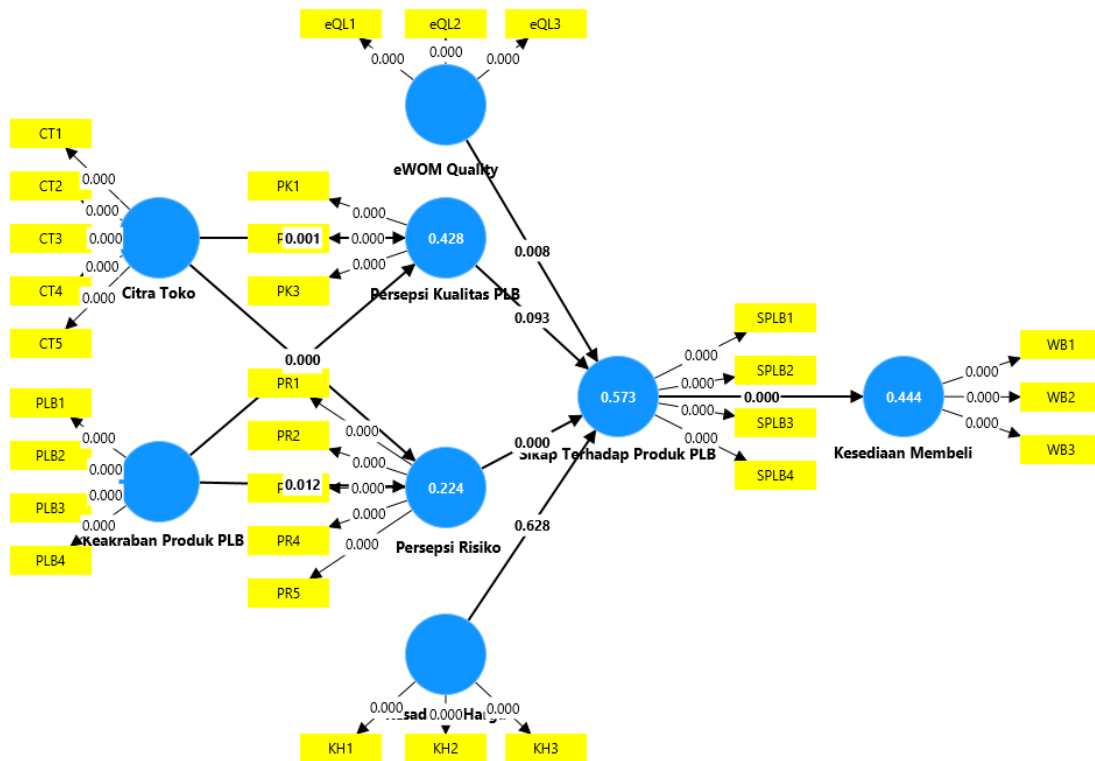 eQL1
eQL2
eQL3
0.000
0.000
0.000
eWOM Quality
CT1
CT2
CT3
CT4
CT5
0.000
0.000
0.000
0.000
0.000
Citra Toko
PK1
PK3
0.000
0.000
0.000
0.001
0.428
Persepsi Kualitas PLB
0.008
0.093
0.000
PLB1
PLB2
PLB3
PLB4
0.000
0.000
0.000
0.000
Keakraban Produk PLB
PR1
PR2
PR4
PR5
0.000
0.000
0.000
0.000
0.000
0.012
0.224
Persepsi Risiko
0.000
0.628
0.573
Sikap Terhadap Produk PLB
SPLB1
SPLB2
SPLB3
SPLB4
0.000
0.000
0.000
0.000
0.000
0.444
Kesediaan Membeli
WB1
WB2
WB3
0.000
0.000
0.000
0.000
0.000
0.000
KH1
KH2
KH3